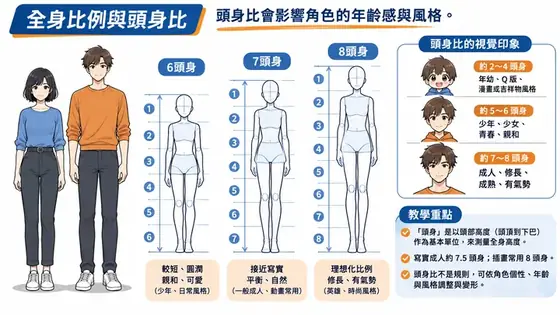 全身比例與頭身比
頭身比會影響角色的年齡感與風格。
6頭身
1
2
3
4
5
6
較短、圓潤
親和、可愛
(少年、日常風格)
7頭身
1
2
3
4
5
6
7
接近寫實
平衡、自然
(一般成人、動畫常用)
8頭身
1
2
3
4
5
6
7
8
理想化比例
修長、有氣勢
(英雄、時尚風格)
頭身比的視覺印象
約 2～4 頭身
年幼、Q 版、
漫畫或吉祥物風格
約 5～6 頭身
少年、少女、
青春、親和
約 7～8 頭身
成人、修長、
成熟、有氣勢
教學重點
「頭身」是以頭部高度（頭頂到下巴）
作為基本單位，來測量全身高度。
寫實成人約 7.5 頭身；插畫常用 8 頭身。
頭身比不是規則，可依角色個性、年齡
與風格調整與變形。